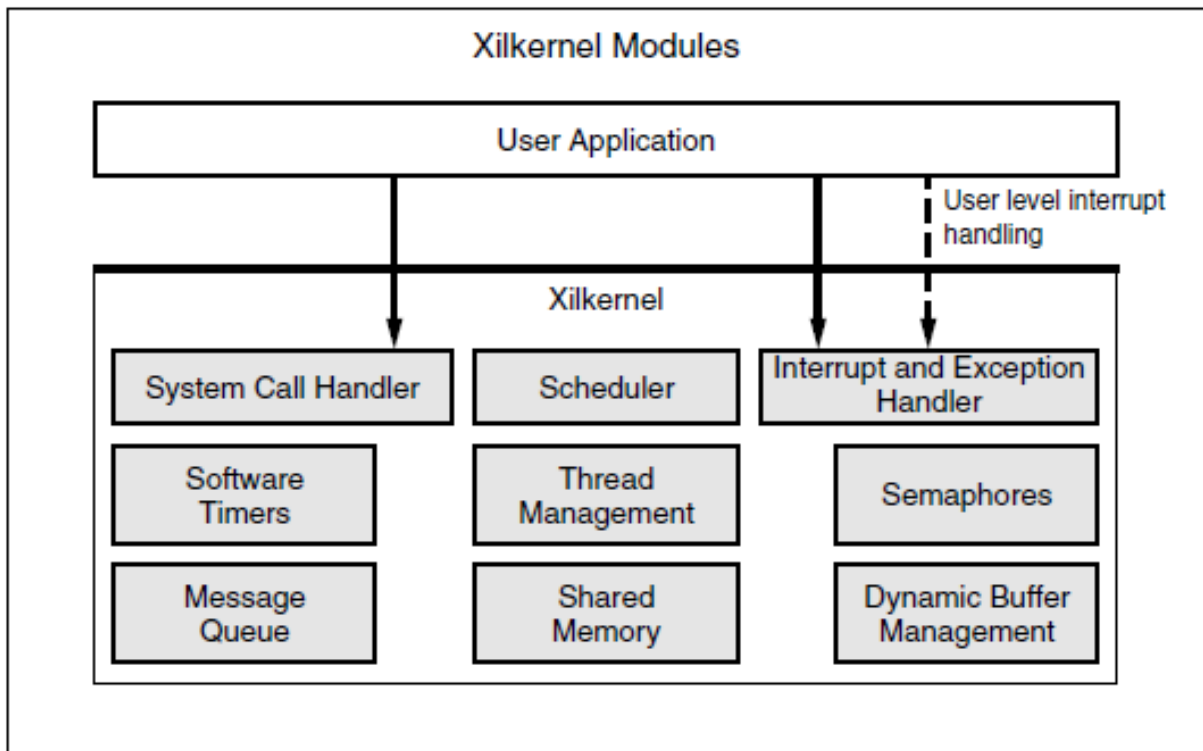 Xilkernel Modules
User Application
User level interrupt
handling
Xilkernel
System Call Handler
Scheduler
Interrupt and Exception
Handler
Software
Timers
Thread
Management
Semaphores
Message
Queue
Shared
Memory
Dynamic Buffer
Management